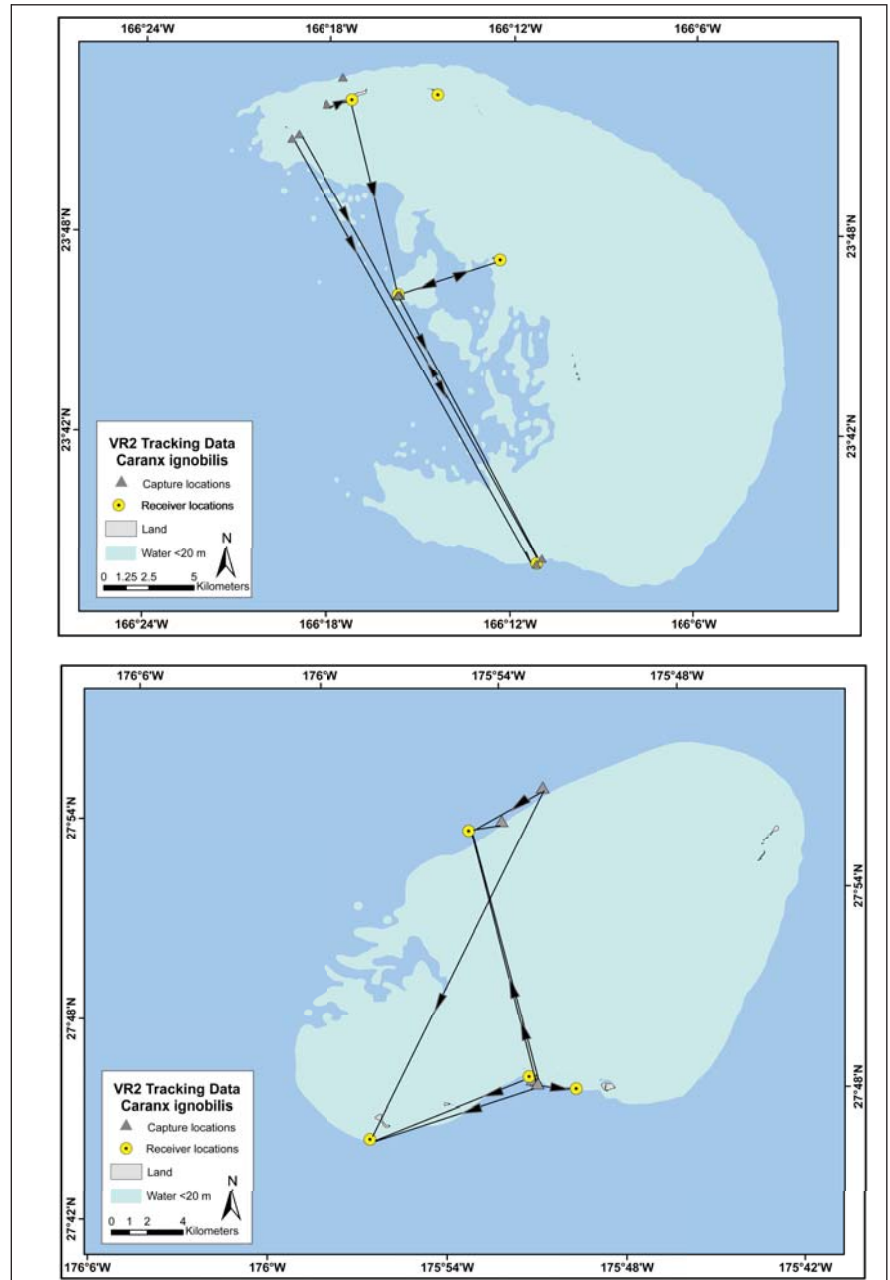 166°24'W 166°18'W 166°12'W 166°6'W
23°48'N
23°48'N
23°42'N
23°42'N
VR2 Tracking Data
Caranx ignobilis
Capture locations
Receiver locations
Land
Water <20 m
N
0 1.25 2.5 5
Kilometers
166°24'W 166°18'W 166°12'W 166°6'W
176°6'W 176°W 175°54'W 175°48'W
27°54'N
27°54'N
27°48'N
27°48'N
VR2 Tracking Data
Caranx ignobilis
Capture locations
Receiver locations
Land
Water <20 m
N
0 1 2 4
Kilometers
27°42'N
176°6'W 176°W 175°54'W 175°48'W 175°42'W